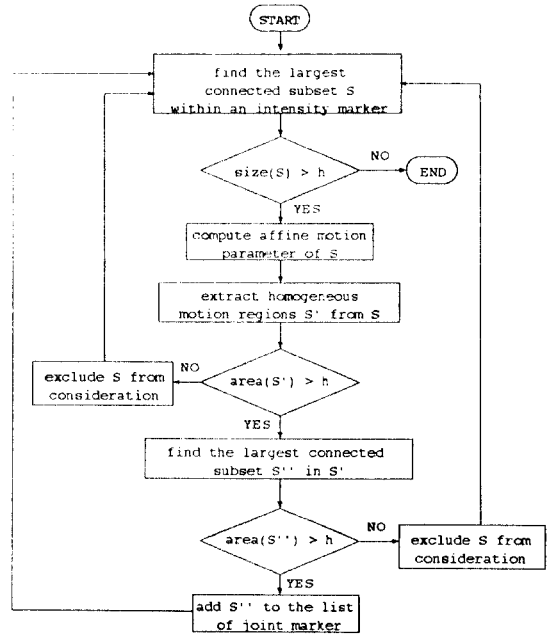 START
find the largest
connected subset S
within an intensity marker
size(S) > h
NO
END
YES
compute affine motion
parameter of S
extract homogeneous
motion regions S' from S
area(S') > h
NO
exclude S from
consideration
YES
find the largest connected
subset S'' in S'
area(S'') > h
NO
exclude S from
consideration
YES
add S'' to the list
of joint marker